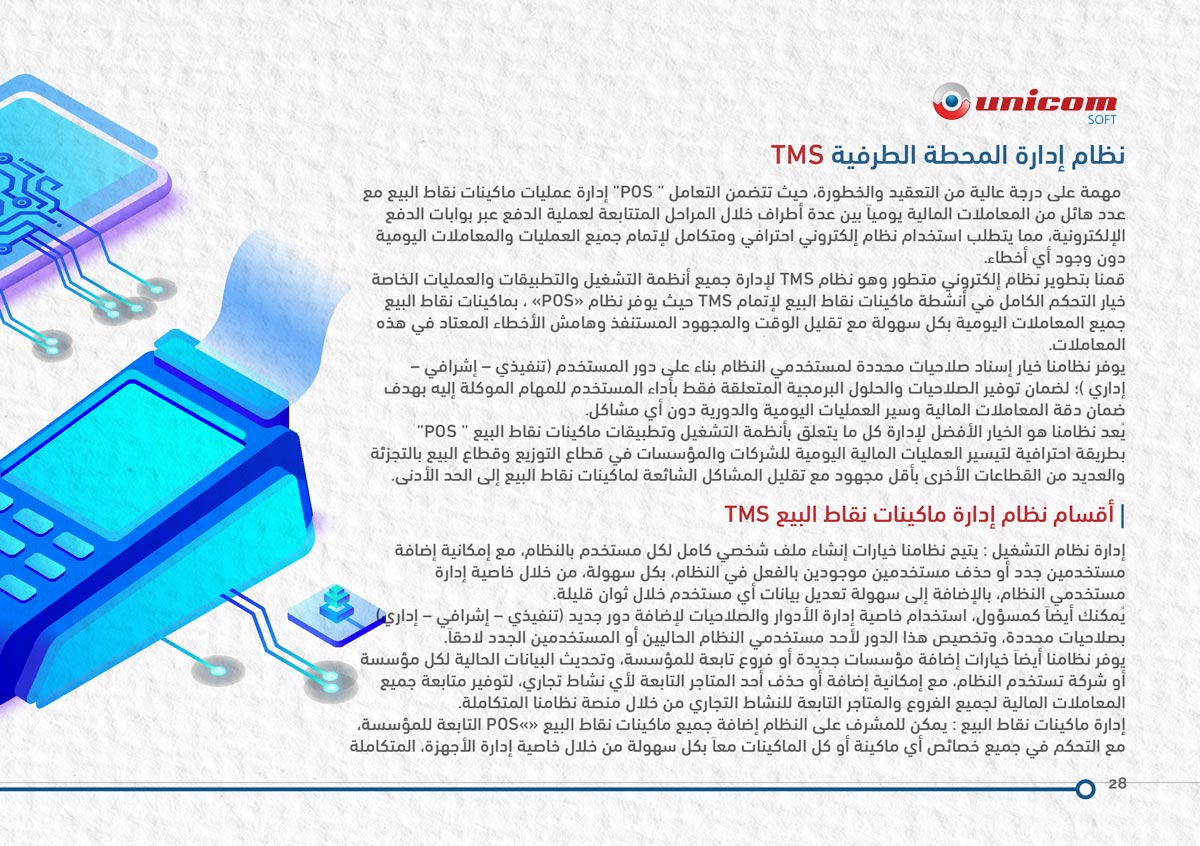 unicom
SOFT
نظام إدارة المحطة الطرفية TMS
مهمة على درجة عالية من التعقيد والخطورة، حيث تتضمن التعامل " POS" إدارة عمليات ماكينات نقاط البيع مع
عدد هائل من المعاملات المالية يومياً بين عدة أطراف خلال المراحل المتتابعة لعملية الدفع عبر بوابات الدفع
الإلكترونية، مما يتطلب استخدام نظام إلكتروني احترافي ومتكامل لإتمام جميع العمليات والمعاملات اليومية
دون وجود أي أخطاء.
قمنا بتطوير نظام إلكتروني متطور وهو نظام TMS لإدارة جميع أنظمة التشغيل والتطبيقات والعمليات الخاصة
خيار التحكم الكامل في أنشطة ماكينات نقاط البيع لإتمام TMS حيث يوفر نظام «POS» ، بماكينات نقاط البيع
جميع المعاملات اليومية بكل سهولة مع تقليل الوقت والمجهود المستنفذ وهامش الأخطاء المعتاد في هذه
المعاملات.
يوفر نظامنا خيار إسناد صلاحيات محددة لمستخدمي النظام بناء على دور المستخدم (تنفيذي – إشرافي –
إداري )؛ لضمان توفير الصلاحيات والحلول البرمجية المتعلقة فقط بأداء المستخدم للمهام الموكلة إليه بهدف
ضمان دقة المعاملات المالية وسير العمليات اليومية والدورية دون أي مشاكل.
يُعد نظامنا هو الخيار الأفضل لإدارة كل ما يتعلق بأنظمة التشغيل وتطبيقات ماكينات نقاط البيع " POS"
بطريقة احترافية لتيسير العمليات المالية اليومية للشركات والمؤسسات في قطاع التوزيع وقطاع البيع بالتجزئة
والعديد من القطاعات الأخرى بأقل مجهود مع تقليل المشاكل الشائعة لماكينات نقاط البيع إلى الحد الأدنى.
| أقسام نظام إدارة ماكينات نقاط البيع TMS
إدارة نظام التشغيل : يتيح نظامنا خيارات إنشاء ملف شخصي كامل لكل مستخدم بالنظام، مع إمكانية إضافة
مستخدمين جدد أو حذف مستخدمين موجودين بالفعل في النظام، بكل سهولة، من خلال خاصية إدارة
مستخدمي النظام، بالإضافة إلى سهولة تعديل بيانات أي مستخدم خلال ثوان قليلة.
يُمكنك أيضاً كمسؤول، استخدام خاصية إدارة الأدوار والصلاحيات لإضافة دور جديد (تنفيذي – إشرافي – إداري)
بصلاحيات محددة، وتخصيص هذا الدور لأحد مستخدمي النظام الحاليين أو المستخدمين الجدد لاحقاً.
يوفر نظامنا أيضاً خيارات إضافة مؤسسات جديدة أو فروع تابعة للمؤسسة، وتحديث البيانات الحالية لكل مؤسسة
أو شركة تستخدم النظام، مع إمكانية إضافة أو حذف أحد المتاجر التابعة لأي نشاط تجاري، لتوفير متابعة جميع
المعاملات المالية لجميع الفروع والمتاجر التابعة للنشاط التجاري من خلال منصة نظامنا المتكاملة.
إدارة ماكينات نقاط البيع : يمكن للمشرف على النظام إضافة جميع ماكينات نقاط البيع «»POS التابعة للمؤسسة،
مع التحكم في جميع خصائص أي ماكينة أو كل الماكينات معاً بكل سهولة من خلال خاصية إدارة الأجهزة، المتكاملة
28